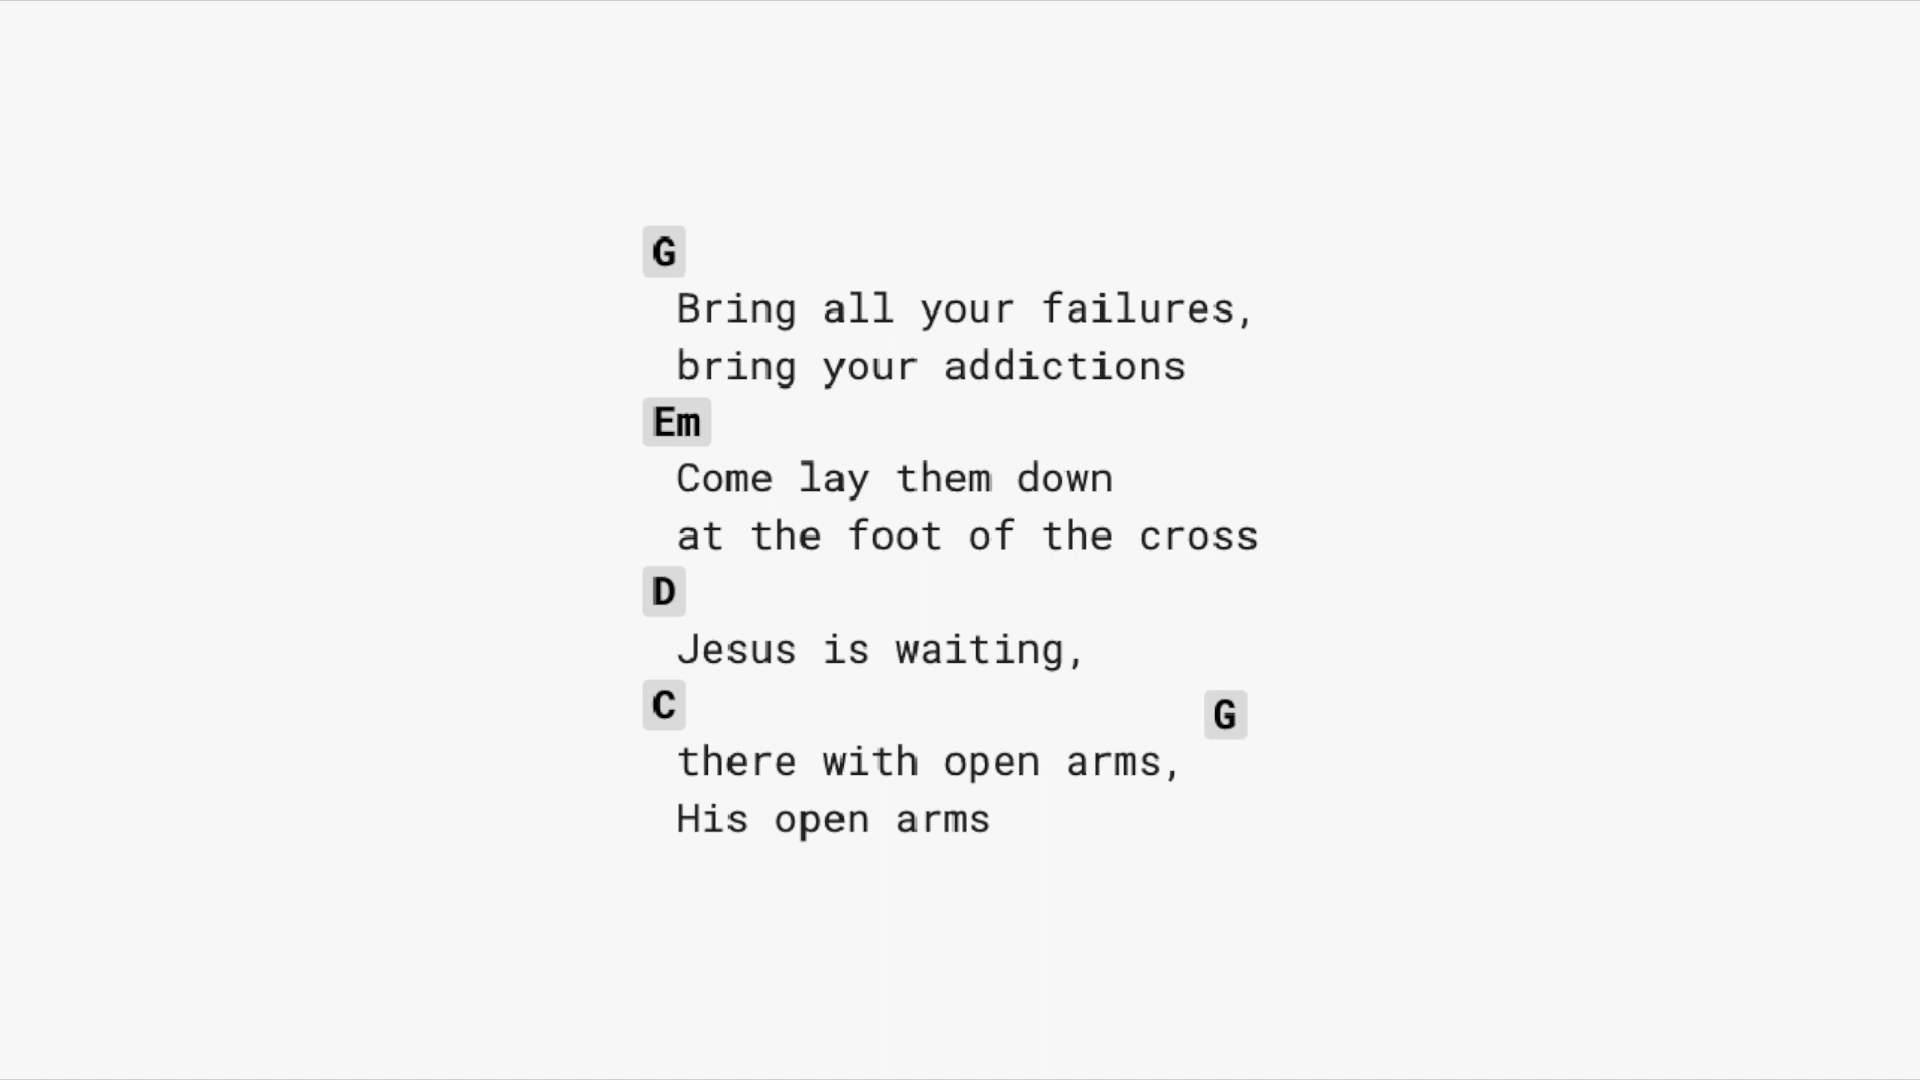 G
Bring all your failures,
bring your addictions
Em
Come lay them down
at the foot of the cross
D
Jesus is waiting,
C G
there with open arms,
His open arms